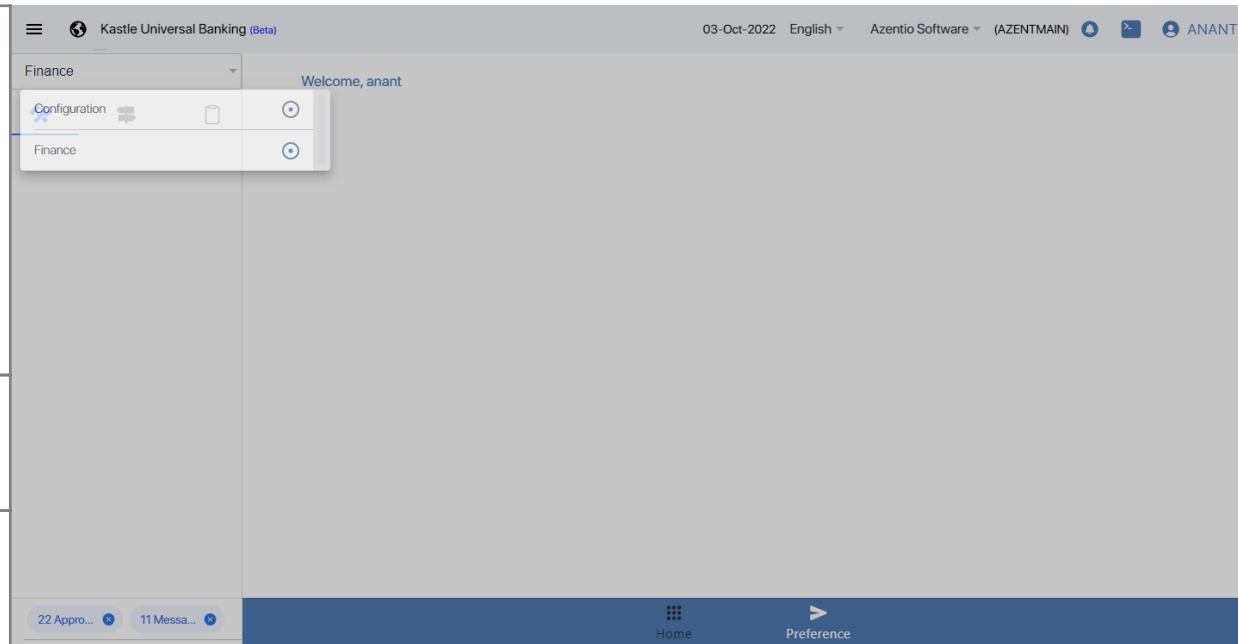 Kastle Universal Banking (Beta) 03-Oct-2022 English Azentio Software (AZENTMAIN) ANANT
Finance
Welcome, anant
Configuration
Finance
22 Appro... 11 Messa...
Home Preference